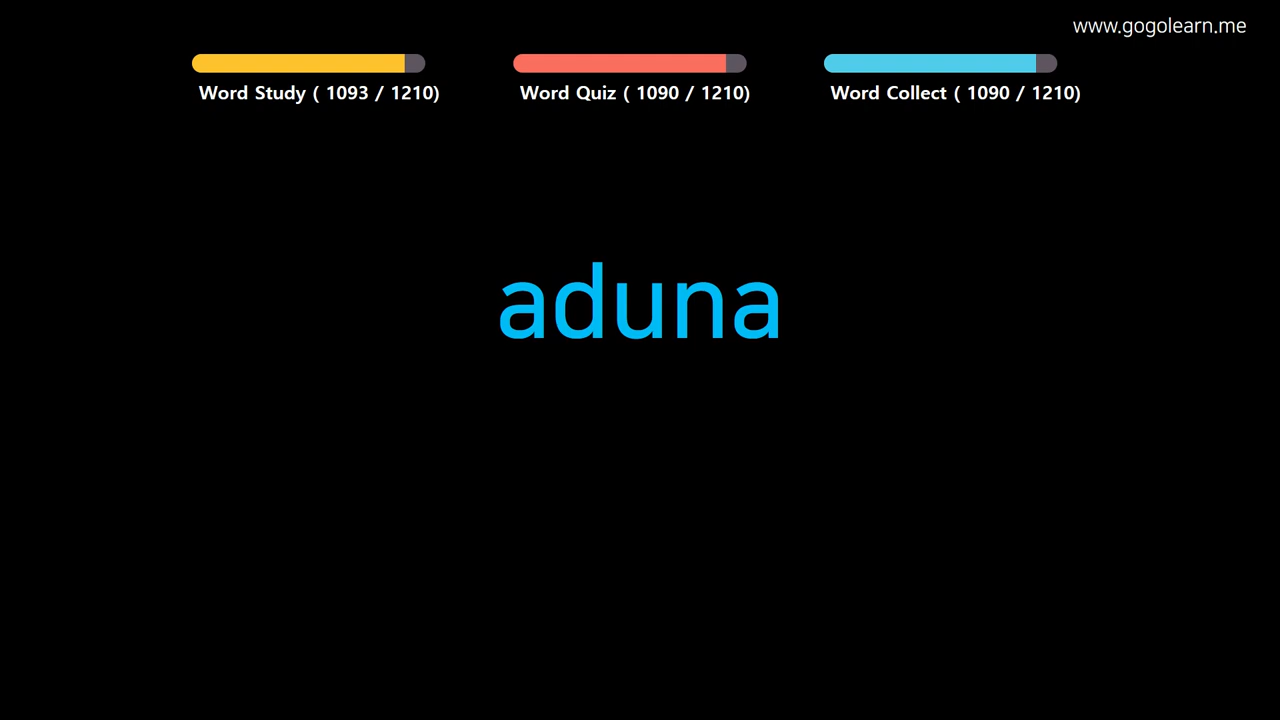 www.gogolearn.me
Word Study ( 1093 / 1210)
Word Quiz ( 1090 / 1210)
Word Collect ( 1090 / 1210)
aduna